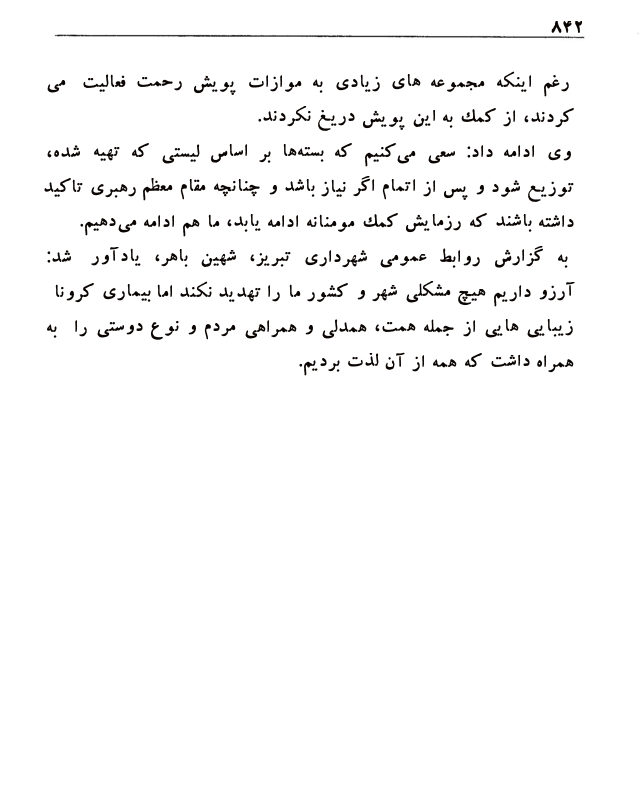 ۸۴۲
رغم اینکه مجموعه های زیادی به موازات پویش رحمت فعالیت می
کردند، از کمك به این پویش دریغ نکردند.
وی ادامه داد: سعی می‌کنیم که بسته‌ها بر اساس لیستی که تهیه شده،
توزیع شود و پس از اتمام اگر نیاز باشد و چنانچه مقام معظم رهبری تاکید
داشته باشند که رزمایش کمك مومنانه ادامه یابد، ما هم ادامه می‌دهیم.
به گزارش روابط عمومی شهرداری تبریز، شهین باهر، یادآور شد:
آرزو داریم هیچ مشکلی شهر و کشور ما را تهدید نکند اما بیماری کرونا
زیبایی هایی از جمله همت، همدلی و همراهی مردم و نوع دوستی را به
همراه داشت که همه از آن لذت بردیم.